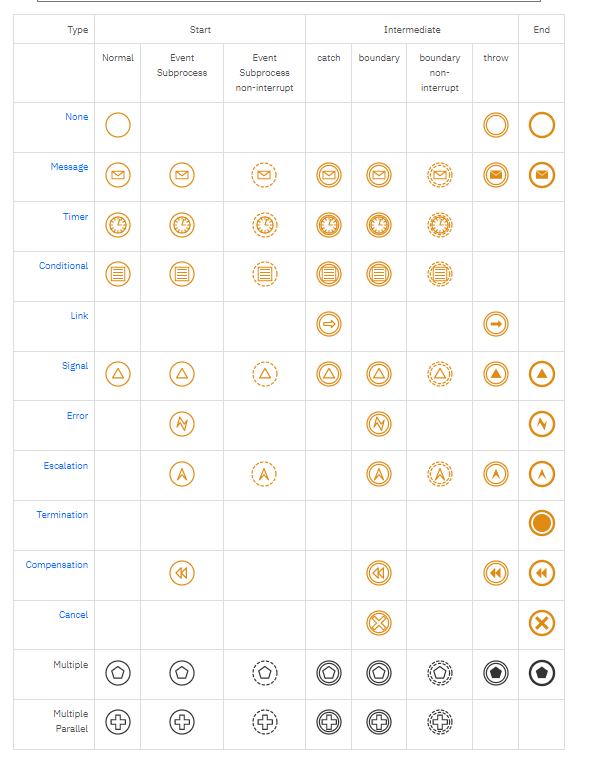 Type Start Intermediate End
Normal Event Event catch boundary boundary throw
Subprocess Subprocess non-
non-interrupt interrupt
None
Message
Timer
Conditional
Link
Signal
Error
Escalation
Termination
Compensation
Cancel
Multiple
Multiple
Parallel